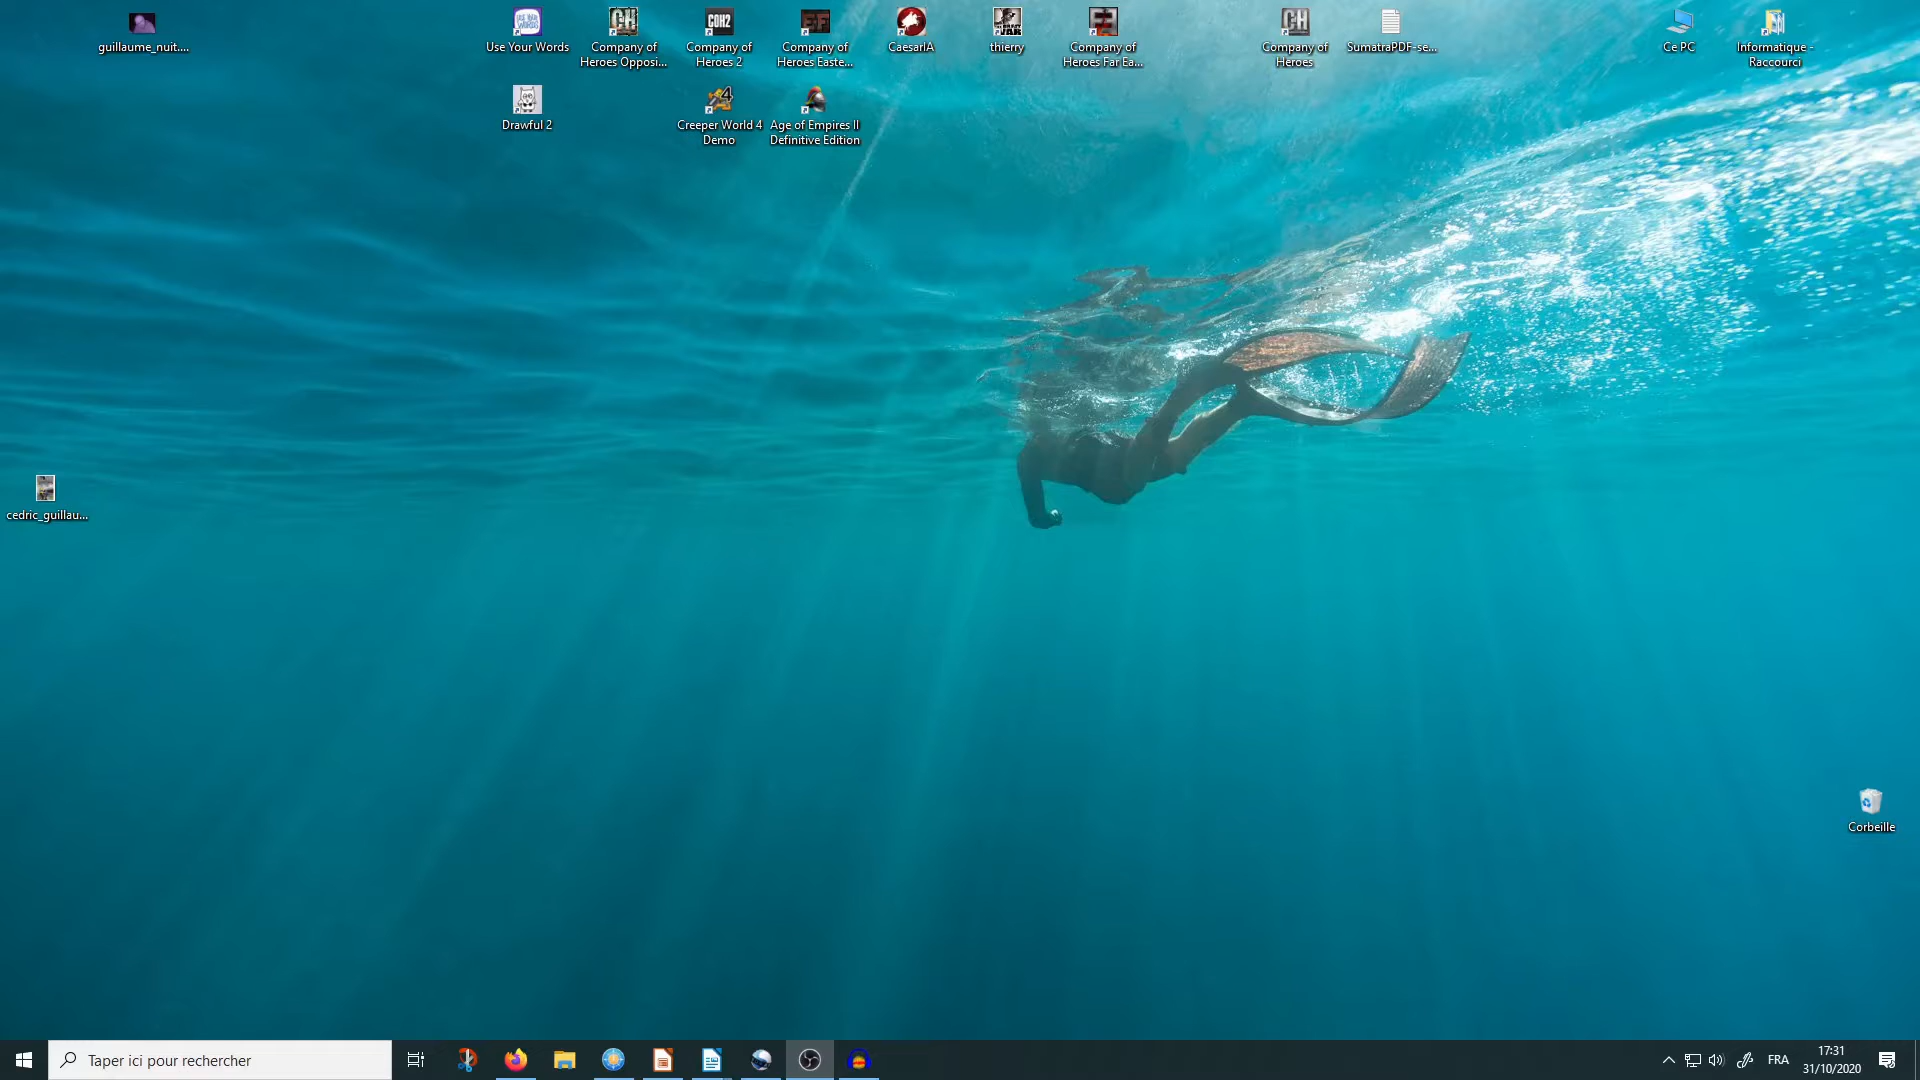 guillaume_nuit....
Use Your Words
Company of
Heroes Opposi...
Company of
Heroes 2
Company of
Heroes Easte...
CaesarIA
thierry
Company of
Heroes Far Ea...
Company of
Heroes
SumatraPDF-se...
Ce PC
Informatique -
Raccourci
Drawful 2
Creeper World 4
Demo
Age of Empires II
Definitive Edition
cedric_guillau...
Corbeille
Taper ici pour rechercher
FRA
17:31
31/10/2020